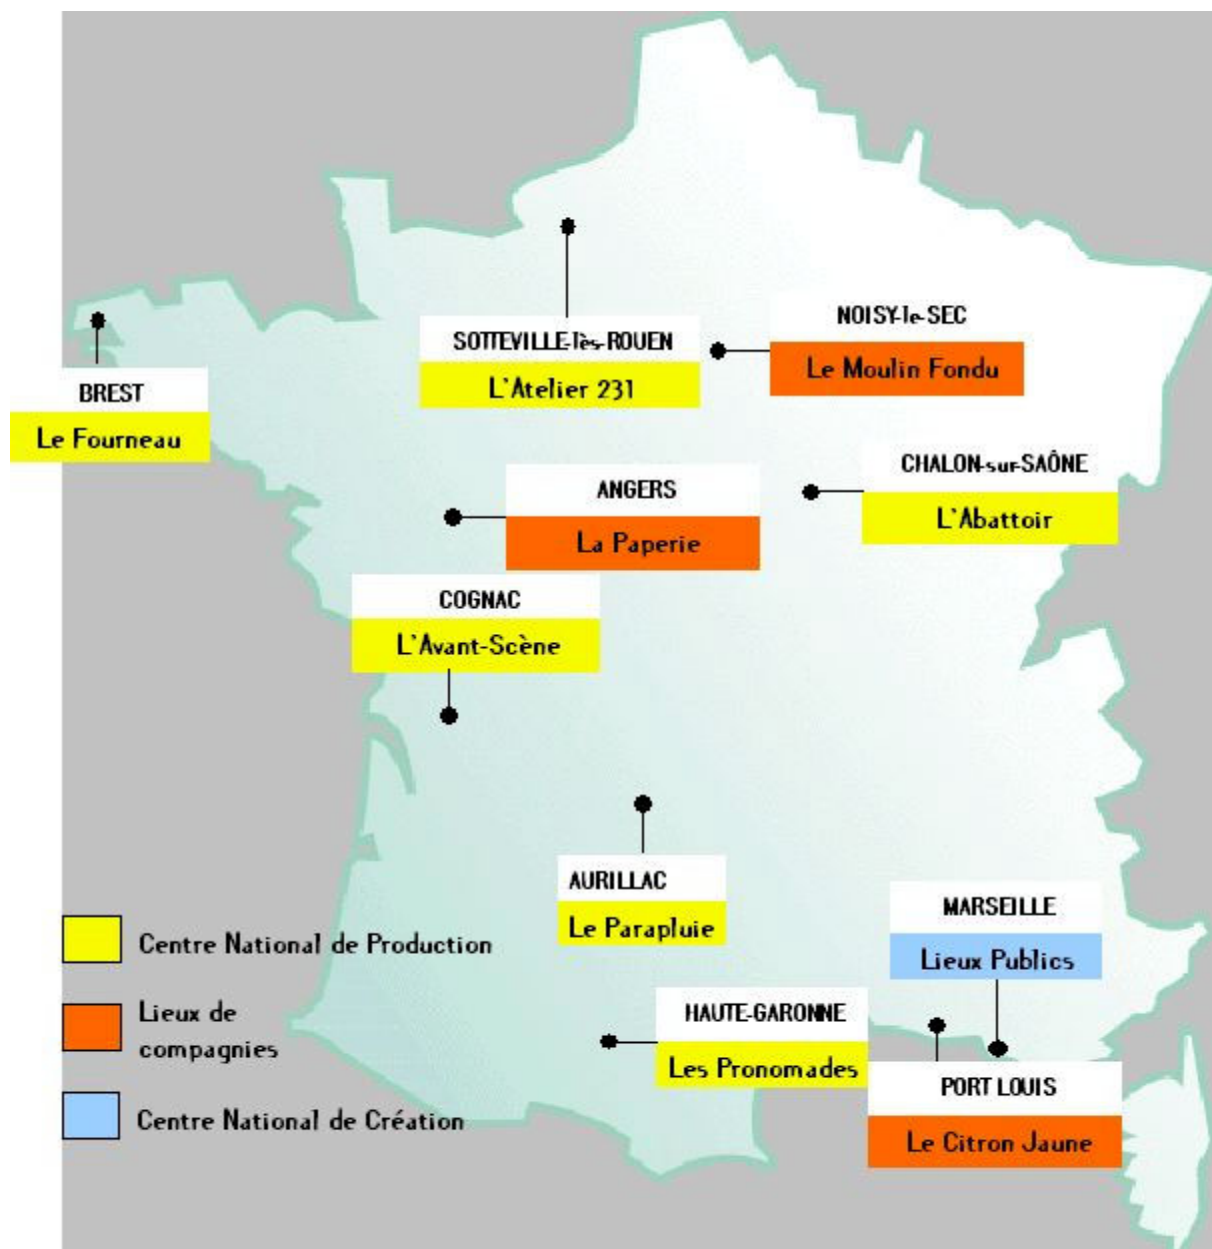 SOTTEVILLE-lès-ROUEN
L'Atelier 231
NOISY-le-SEC
Le Moulin Fondu
BREST
Le Fourneau
CHALON-sur-SAÔNE
L'Abattoir
ANGERS
La Paperie
COGNAC
L'Avant-Scène
AURILLAC
Le Parapluie
MARSEILLE
Lieux Publics
HAUTE-GARONNE
Les Pronomades
PORT LOUIS
Le Citron Jaune
Centre National de Production
Lieux de
compagnies
Centre National de Création